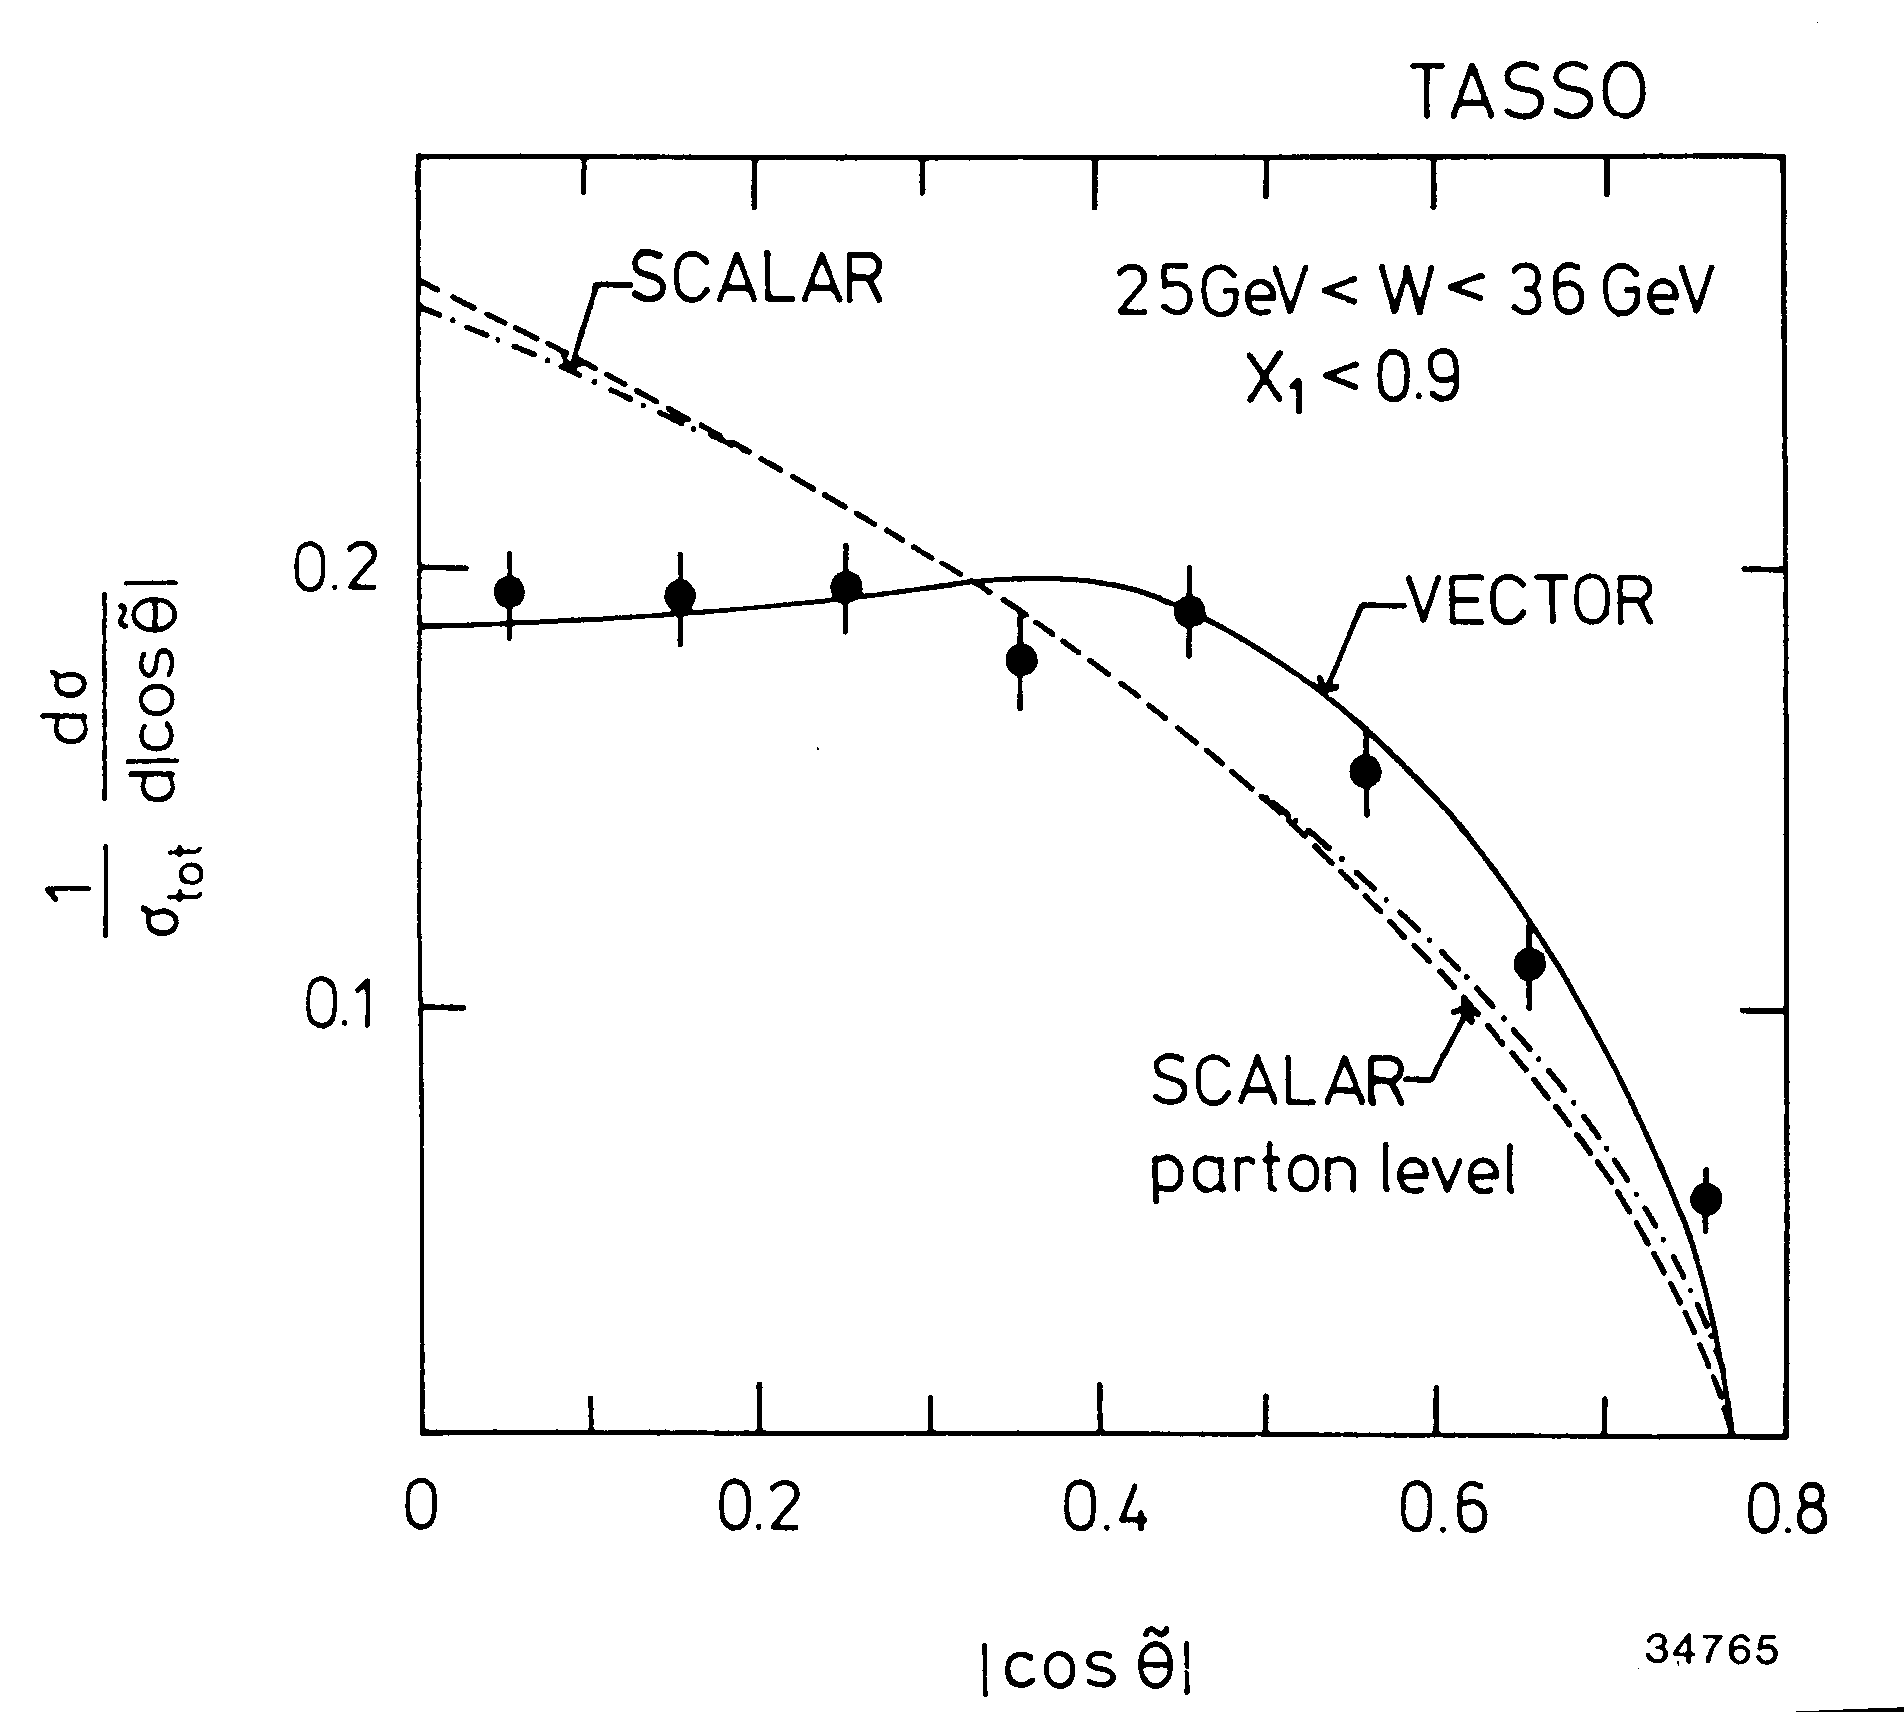 TASSO
SCALAR
25GeV < W < 36 GeV
X₁ < 0.9
0.2
VECTOR
1/σ_tot dσ/d|cos θ̃|
0.1
SCALAR
parton level
0 0.2 0.4 0.6 0.8
|cos θ̃|
34765